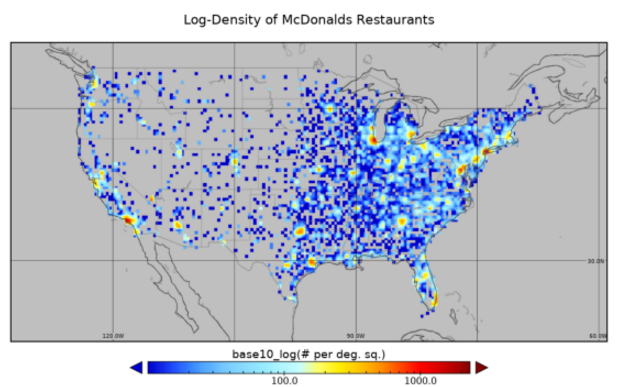 Log-Density of McDonalds Restaurants
30.0N
120.0W
90.0W
60.0W
base10_log(# per deg. sq.)
100.0
1000.0